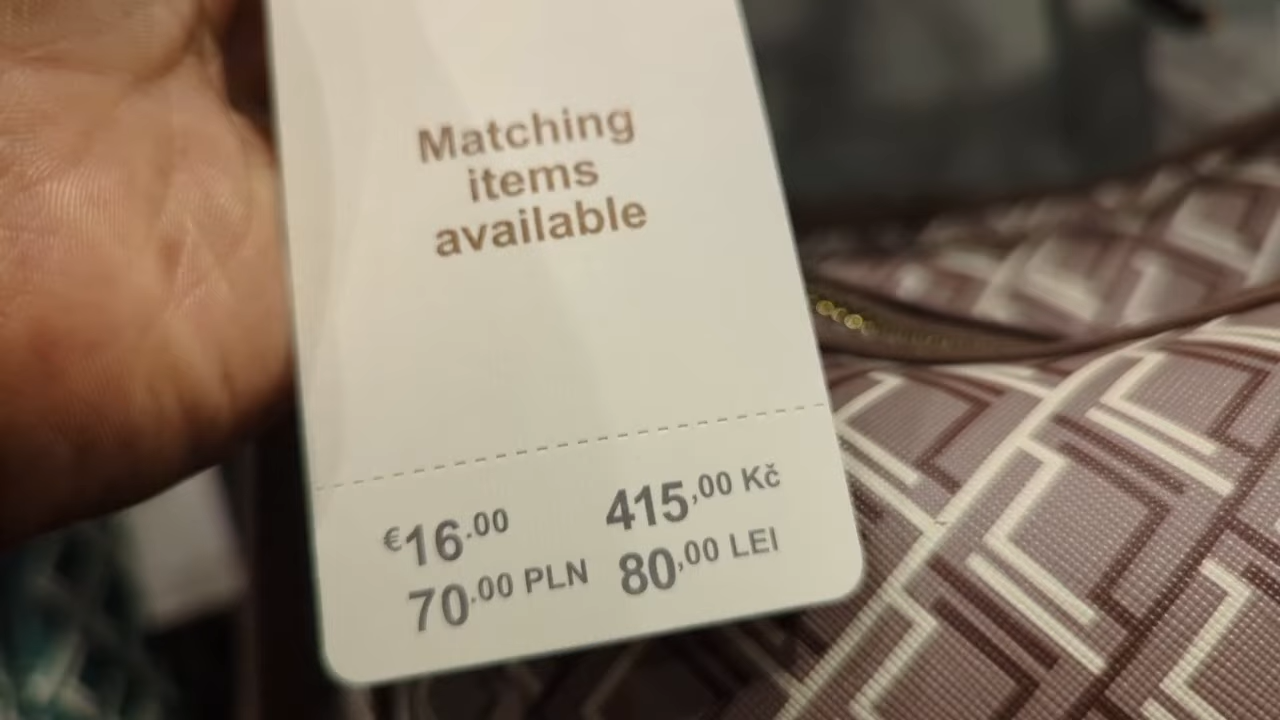 Matching
items
available
€16.00 415,00 Kč
70.00 PLN 80,00 LEI